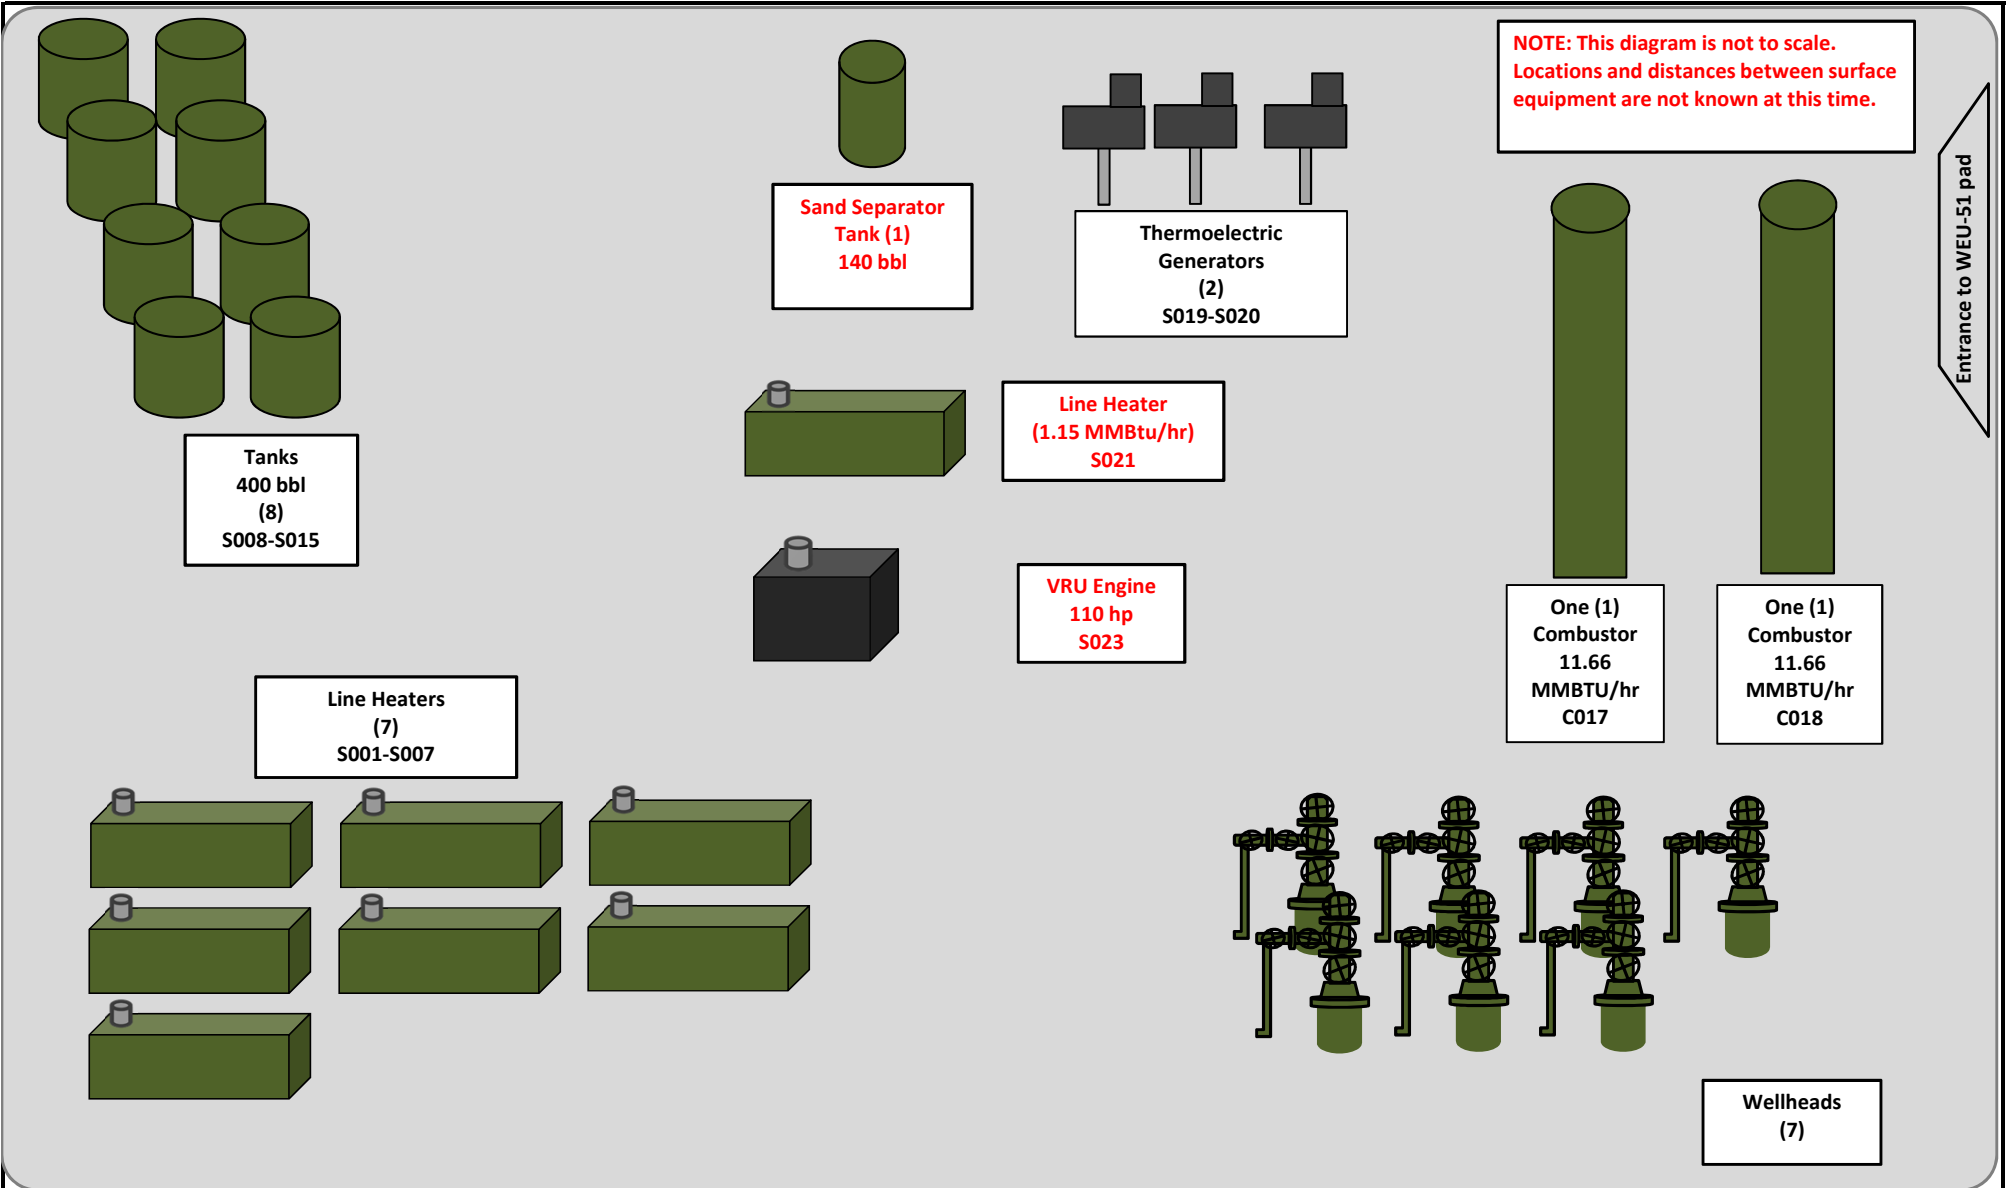 NOTE: This diagram is not to scale.
Locations and distances between surface
equipment are not known at this time.
Entrance to WEU-51 pad
Sand Separator
Tank (1)
140 bbl
Thermoelectric
Generators
(2)
S019-S020
Line Heater
(1.15 MMBtu/hr)
S021
Tanks
400 bbl
(8)
S008-S015
VRU Engine
110 hp
S023
One (1)
Combustor
11.66
MMBTU/hr
C017
One (1)
Combustor
11.66
MMBTU/hr
C018
Line Heaters
(7)
S001-S007
Wellheads
(7)